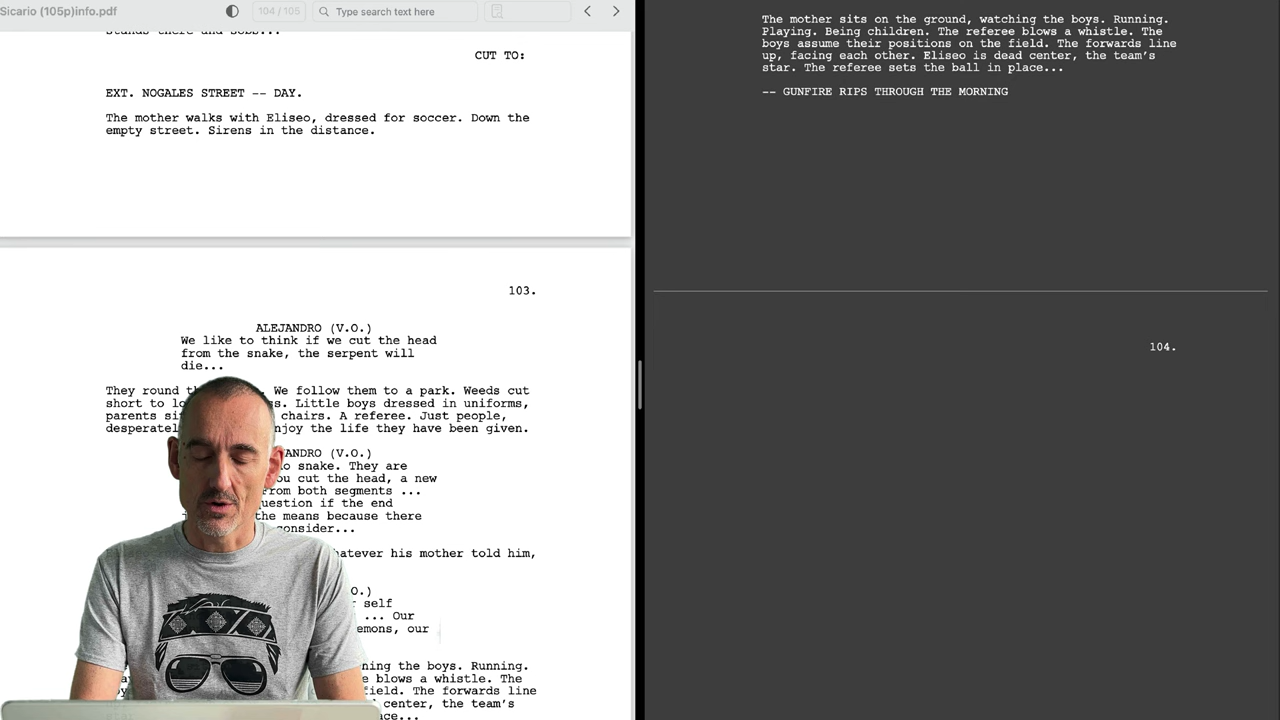 Sicario (105p)info.pdf
104 / 105
Type search text here
stands there and sobs...
CUT TO:
EXT. NOGALES STREET -- DAY.
The mother walks with Eliseo, dressed for soccer. Down the
empty street. Sirens in the distance.
103.
ALEJANDRO (V.O.)
We like to think if we cut the head
from the snake, the serpent will
die...
They round We follow them to a park. Weeds cut
short to Little boys dressed in uniforms,
parents chairs. A referee. Just people,
njoy the life they have been given.
(V.O.)
snake. They are
cut the head, a new
from both segments ...
if the end
the means because there
consider...
his mother told him,
self
... Our
our
the boys. Running.
blows a whistle. The
field. The forwards line
center, the team's
The mother sits on the ground, watching the boys. Running.
Playing. Being children. The referee blows a whistle. The
boys assume their positions on the field. The forwards line
up, facing each other. Eliseo is dead center, the team's
star. The referee sets the ball in place...
-- GUNFIRE RIPS THROUGH THE MORNING
104.